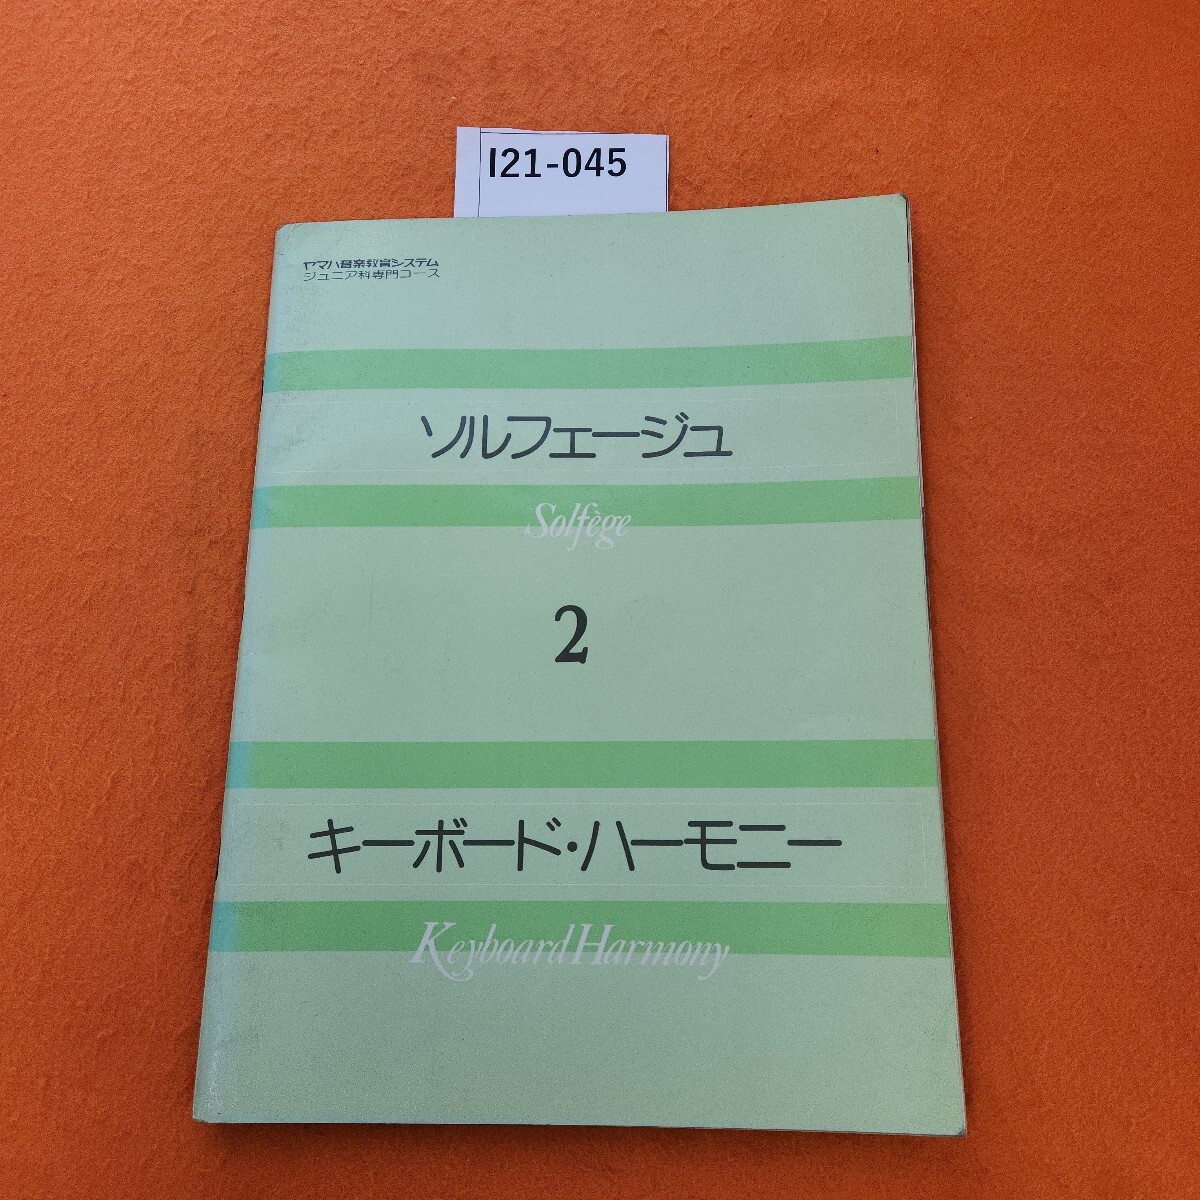 I21-045
ヤマハ音楽教育システム
ジュニア科専門コース
ソルフェージュ
Solfège
2
キーボード・ハーモニー
Keyboard Harmony